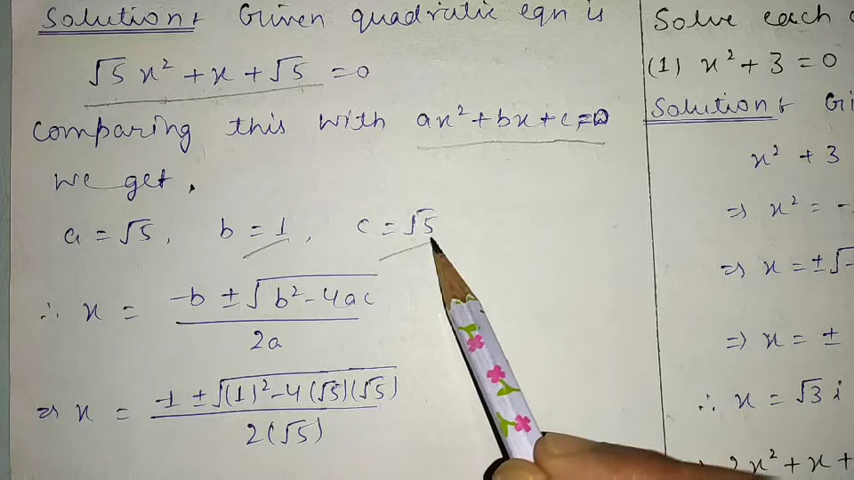 Solution:- Given quadratic eqn is
√5 x² + x + √5 = 0
Comparing this with ax² + bx + c = 0
we get,
a = √5, b = 1, c = √5
∴ x = (-b ± √(b² - 4ac)) / 2a
⇒ x = (-1 ± √((1)² - 4(√5)(√5))) / 2(√5)
Solve each
(1) x² + 3 = 0
Solution:- Gi
x² + 3
⇒ x² = -
⇒ x = ±√-
⇒ x = ±
∴ x = √3 i
2x² + x +